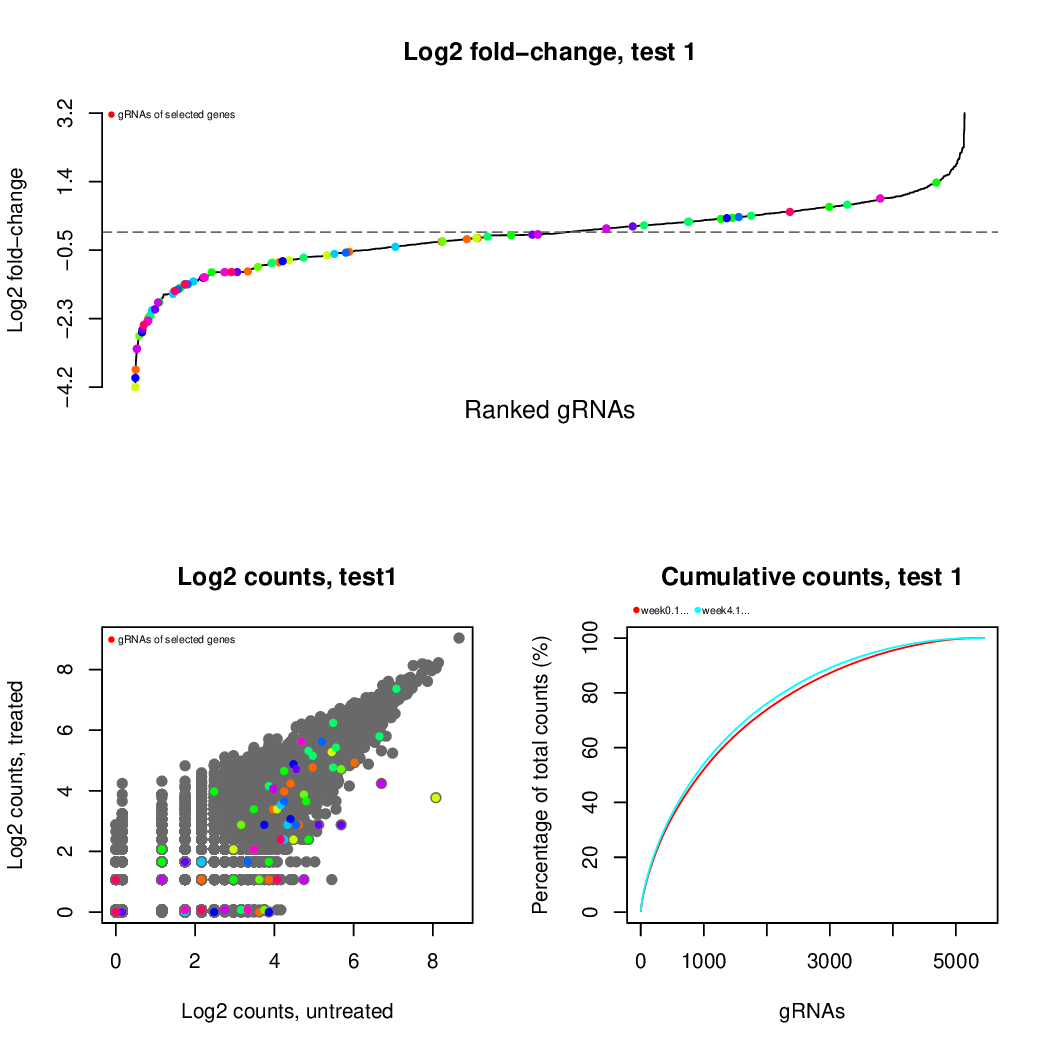 Log2 fold−change, test 1
gRNAs of selected genes
Log2 fold−change
3.2
1.4
−0.5
−2.3
−4.2
Ranked gRNAs
Log2 counts, test1
gRNAs of selected genes
Log2 counts, treated
8
6
4
2
0
0 2 4 6 8
Log2 counts, untreated
Cumulative counts, test 1
week0.1... week4.1...
Percentage of total counts (%)
100
80
60
40
20
0
0 1000 3000 5000
gRNAs